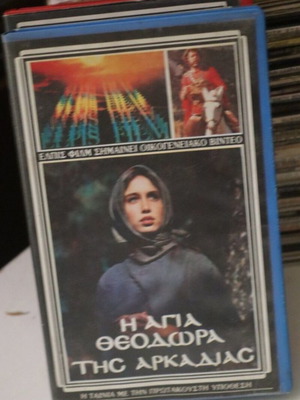 ΕΛΠΙΣ ΦΙΛΜ ΣΗΜΑΙΝΕΙ ΟΙΚΟΓΕΝΕΙΑΚΟ ΒΙΝΤΕΟ
Η ΑΓΙΑ
ΘΕΟΔΩΡΑ
ΤΗΣ ΑΡΚΑΔΙΑΣ
Η ΤΑΙΝΙΑ ΜΕ ΤΗΝ ΠΡΩΤΑΚΟΥΣΤΗ ΥΠΟΘΕΣΗ